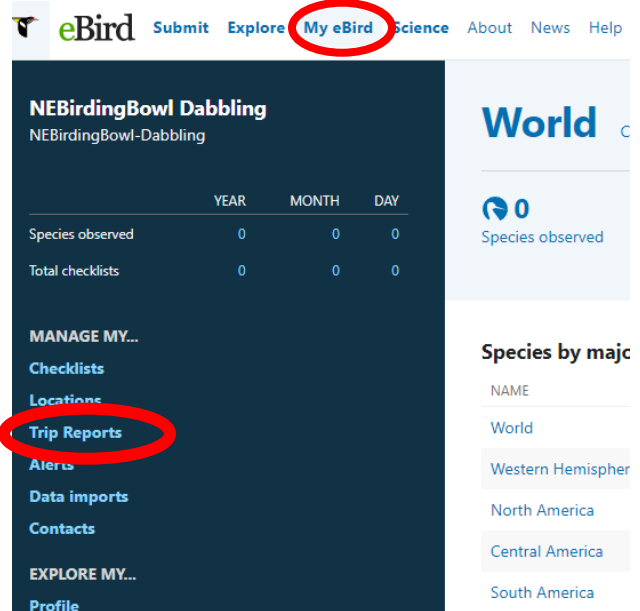 eBird Submit Explore My eBird Science About News Help
NEBirdingBowl Dabbling
NEBirdingBowl-Dabbling
YEAR MONTH DAY
Species observed 0 0 0
Total checklists 0 0 0
MANAGE MY...
Checklists
Locations
Trip Reports
Alerts
Data imports
Contacts
EXPLORE MY...
Profile
World C
0
Species observed
Species by majo
NAME
World
Western Hemispher
North America
Central America
South America